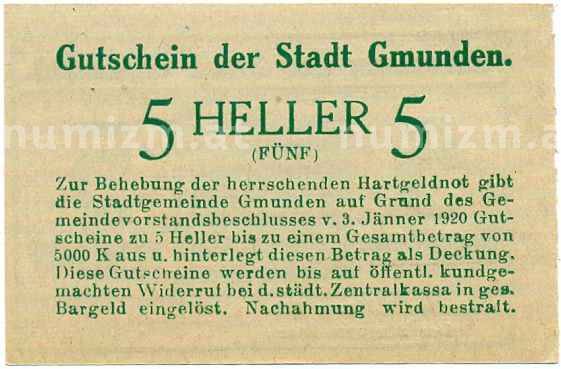 Gutschein der Stadt Gmunden.
5 HELLER 5
(FÜNF)
numizm.at numizm.a
Zur Behebung der herrschenden Hartgeldnot gibt
die Stadtgemeinde Gmunden auf Grund des Ge-
meindevorstandsbeschlusses v. 3. Jänner 1920 Gut-
scheine zu 5 Heller bis zu einem Gesamtbetrag von
5000 K aus u. hinterlegt diesen Betrag als Deckung.
Diese Gutscheine werden bis auf öffentl. kundge-
machten Widerruf bei d. städt. Zentralkassa in ges.
Bargeld eingelöst. Nachahmung wird bestraft.